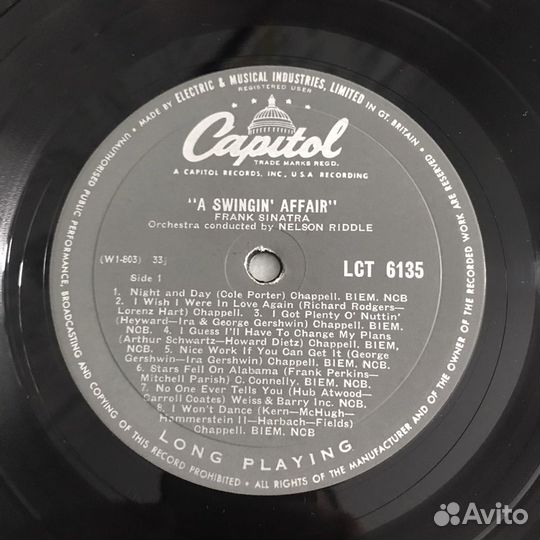 MADE BY ELECTRIC & MUSICAL INDUSTRIES, LIMITED IN GT. BRITAIN
REGISTERED USER
Capitol
TRADE MARKS REGD.
A CAPITOL RECORDS, INC., U.S.A. RECORDING
"A SWINGIN' AFFAIR"
FRANK SINATRA
Orchestra conducted by NELSON RIDDLE
(W1-803) 33⅓
LCT 6135
Side 1
1. Night and Day (Cole Porter) Chappell. BIEM. NCB
2. I Wish I Were In Love Again (Richard Rodgers—
Lorenz Hart) Chappell. 3. I Got Plenty O' Nuttin'
(Heyward—Ira & George Gershwin) Chappell. BIEM.
NCB. 4. I Guess I'll Have To Change My Plans
(Arthur Schwartz—Howard Dietz) Chappell. BIEM.
NCB. 5. Nice Work If You Can Get It (George
Gershwin—Ira Gershwin) Chappell. BIEM. NCB.
6. Stars Fell On Alabama (Frank Perkins—
Mitchell Parish) C. Connelly. BIEM. NCB.
7. No One Ever Tells You (Hub Atwood—
Carroll Coates) Weiss & Barry Inc. NCB.
8. I Won't Dance (Kern—McHugh—
Hammerstein II—Harbach—Fields)
Chappell. BIEM. NCB
LONG PLAYING
UNAUTHORISED PUBLIC PERFORMANCE, BROADCASTING AND COPYING OF THIS RECORD PROHIBITED • ALL RIGHTS OF THE MANUFACTURER AND OF THE OWNER OF THE RECORDED WORK ARE RESERVED
Avito